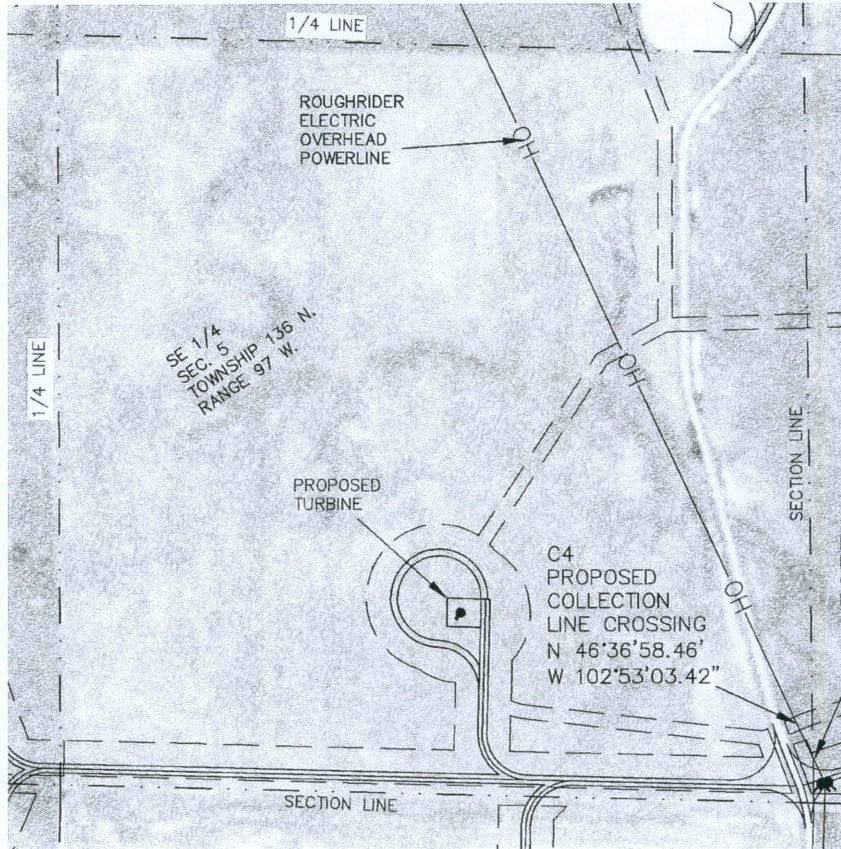 1/4 LINE
ROUGHRIDER
ELECTRIC
OVERHEAD
POWERLINE
OH
SE 1/4
SEC. 5
TOWNSHIP 136 N.
RANGE 97 W.
1/4 LINE
OH
SECTION LINE
PROPOSED
TURBINE
C4
PROPOSED
COLLECTION
LINE CROSSING
N 46°36'58.46'
W 102°53'03.42"
OH
SECTION LINE